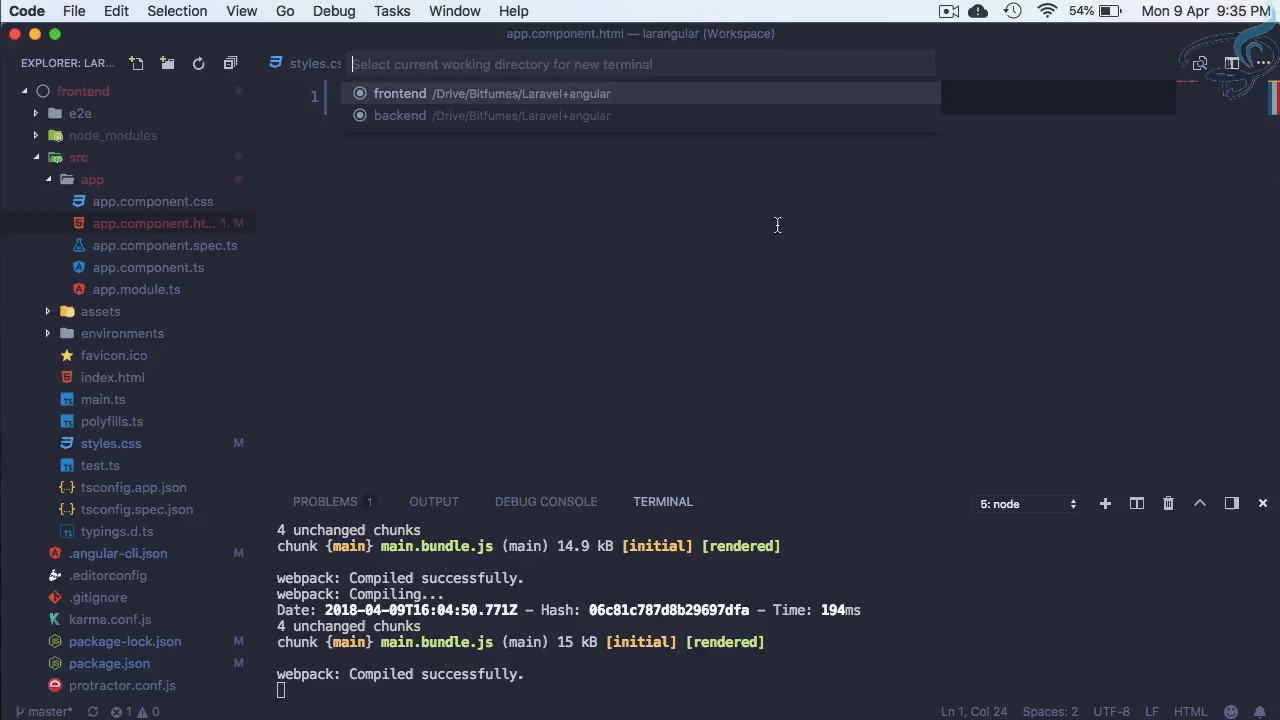 Code File Edit Selection View Go Debug Tasks Window Help 54% Mon 9 Apr 9:35 PM
app.component.html — larangular (Workspace)
EXPLORER: LAR...
styles.cs
Select current working directory for new terminal
frontend /Drive/Bitfumes/Laravel+angular
backend /Drive/Bitfumes/Laravel+angular
1
frontend
e2e
node_modules
src
app
app.component.css
app.component.ht... 1, M
app.component.spec.ts
app.component.ts
app.module.ts
assets
environments
favicon.ico
index.html
main.ts
polyfills.ts
styles.css M
test.ts
tsconfig.app.json
tsconfig.spec.json
typings.d.ts
.angular-cli.json M
.editorconfig
.gitignore
karma.conf.js
package-lock.json M
package.json M
protractor.conf.js
PROBLEMS 1 OUTPUT DEBUG CONSOLE TERMINAL 5: node
4 unchanged chunks
chunk {main} main.bundle.js (main) 14.9 kB [initial] [rendered]
webpack: Compiled successfully.
webpack: Compiling...
Date: 2018-04-09T16:04:50.771Z - Hash: 06c81c787d8b29697dfa - Time: 194ms
4 unchanged chunks
chunk {main} main.bundle.js (main) 15 kB [initial] [rendered]
webpack: Compiled successfully.
master* 1 0 Ln 1, Col 24 Spaces: 2 UTF-8 LF HTML